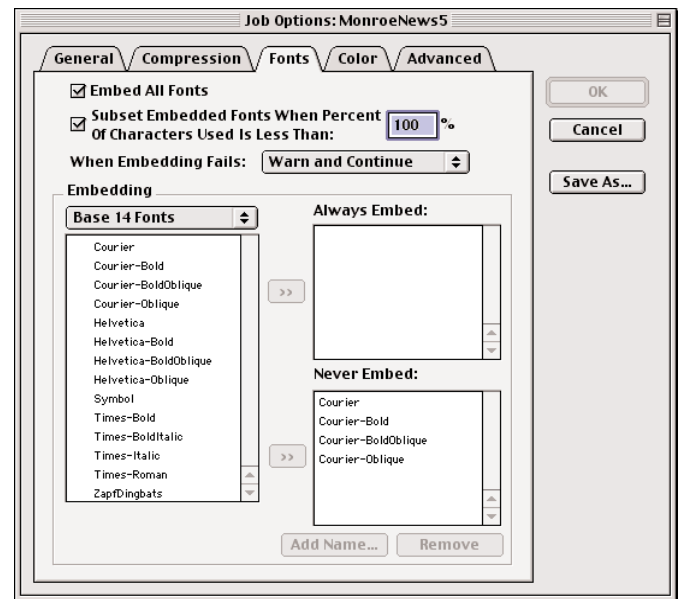 Job Options: MonroeNews5
General Compression Fonts Color Advanced
Embed All Fonts
Subset Embedded Fonts When Percent
Of Characters Used Is Less Than: 100 %
When Embedding Fails: Warn and Continue
Embedding
Base 14 Fonts
Courier
Courier-Bold
Courier-BoldOblique
Courier-Oblique
Helvetica
Helvetica-Bold
Helvetica-BoldOblique
Helvetica-Oblique
Symbol
Times-Bold
Times-BoldItalic
Times-Italic
Times-Roman
ZapfDingbats
>>
>>
Always Embed:
Never Embed:
Courier
Courier-Bold
Courier-BoldOblique
Courier-Oblique
Add Name... Remove
OK
Cancel
Save As...